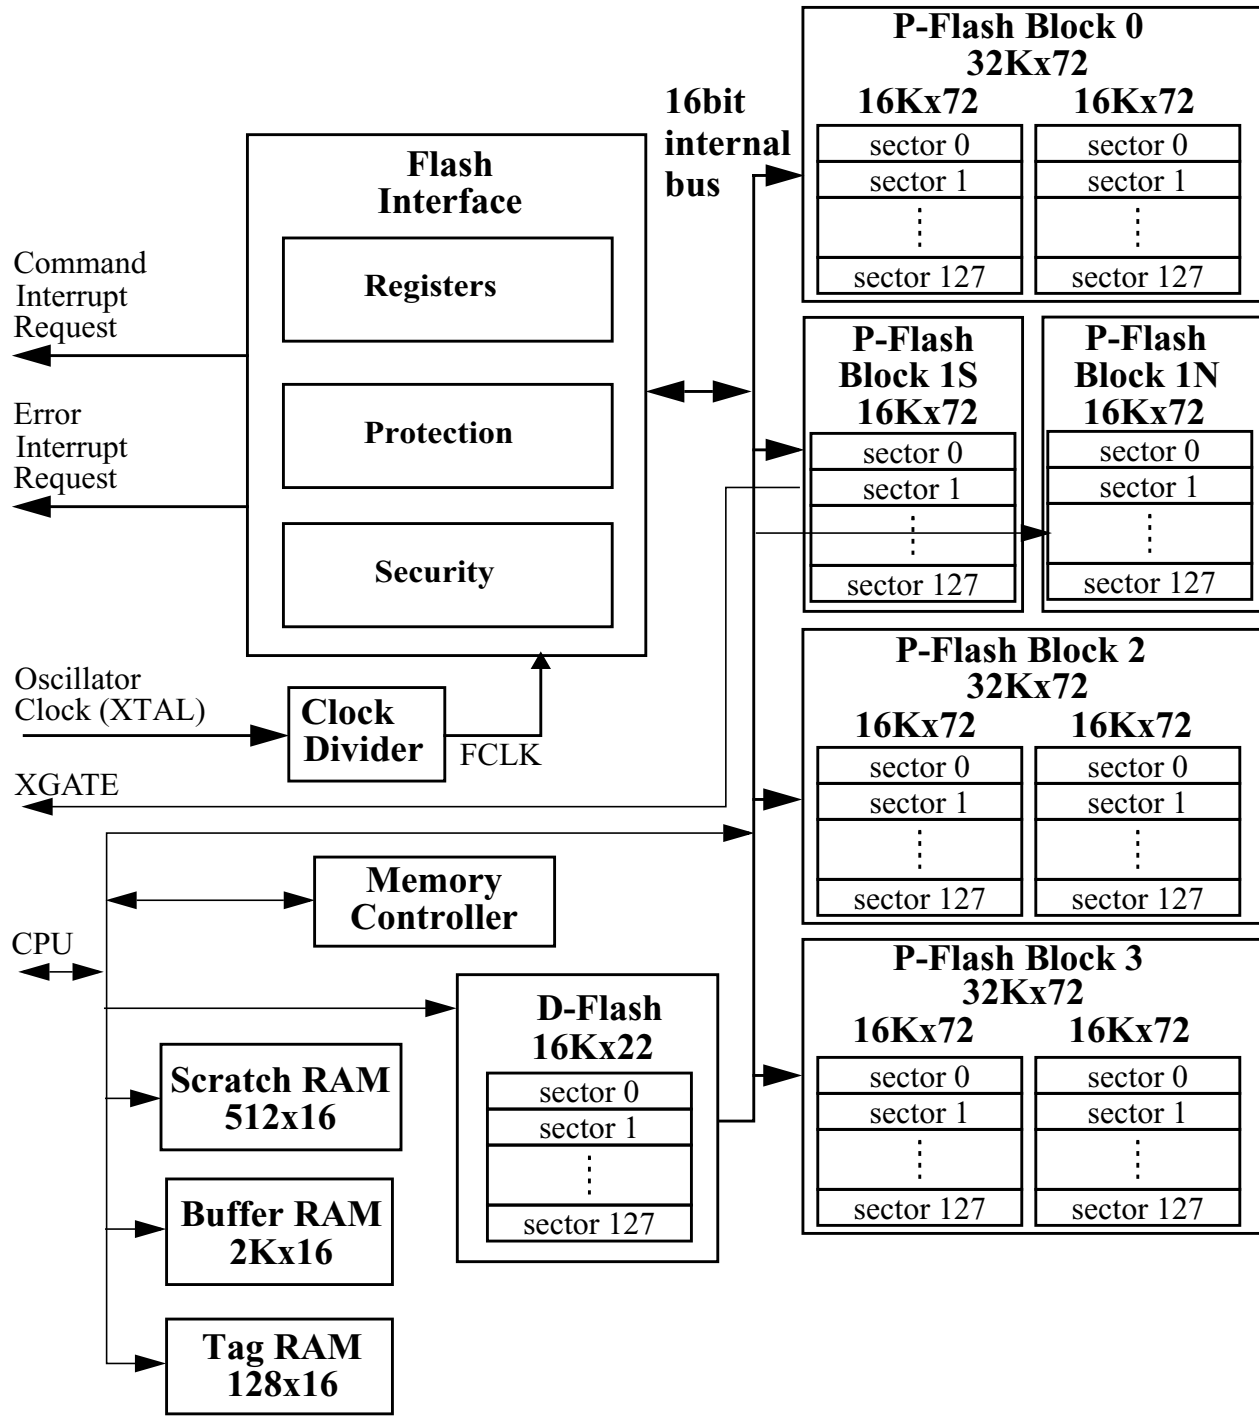 P-Flash Block 0
32Kx72
16Kx72
16Kx72
sector 0
sector 1
sector 127
sector 0
sector 1
sector 127
16bit
internal
bus
Flash
Interface
Registers
Protection
Security
Command
Interrupt
Request
Error
Interrupt
Request
P-Flash
Block 1S
16Kx72
sector 0
sector 1
sector 127
P-Flash
Block 1N
16Kx72
sector 0
sector 1
sector 127
Oscillator
Clock (XTAL)
Clock
Divider
FCLK
XGATE
P-Flash Block 2
32Kx72
16Kx72
16Kx72
sector 0
sector 1
sector 127
sector 0
sector 1
sector 127
Memory
Controller
CPU
D-Flash
16Kx22
sector 0
sector 1
sector 127
Scratch RAM
512x16
Buffer RAM
2Kx16
Tag RAM
128x16
P-Flash Block 3
32Kx72
16Kx72
16Kx72
sector 0
sector 1
sector 127
sector 0
sector 1
sector 127